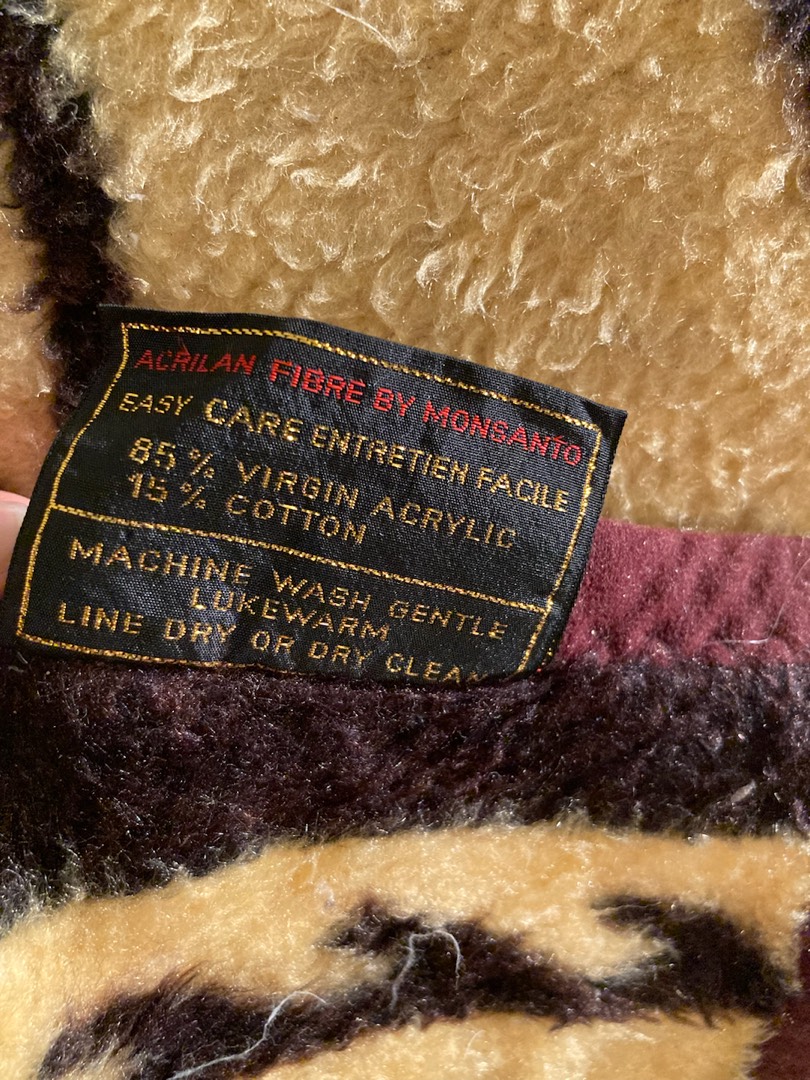 ACRILAN FIBRE BY MONSANTO
EASY CARE ENTRETIEN FACILE
85% VIRGIN ACRYLIC
15% COTTON
MACHINE WASH GENTLE
LUKEWARM
LINE DRY OR DRY CLEAN